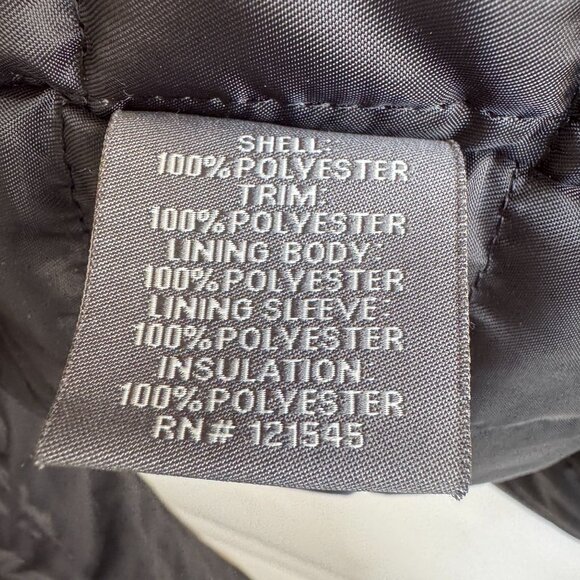 SHELL:
100% POLYESTER
TRIM:
100% POLYESTER
LINING BODY:
100% POLYESTER
LINING SLEEVE:
100% POLYESTER
INSULATION:
100% POLYESTER
RN# 121545